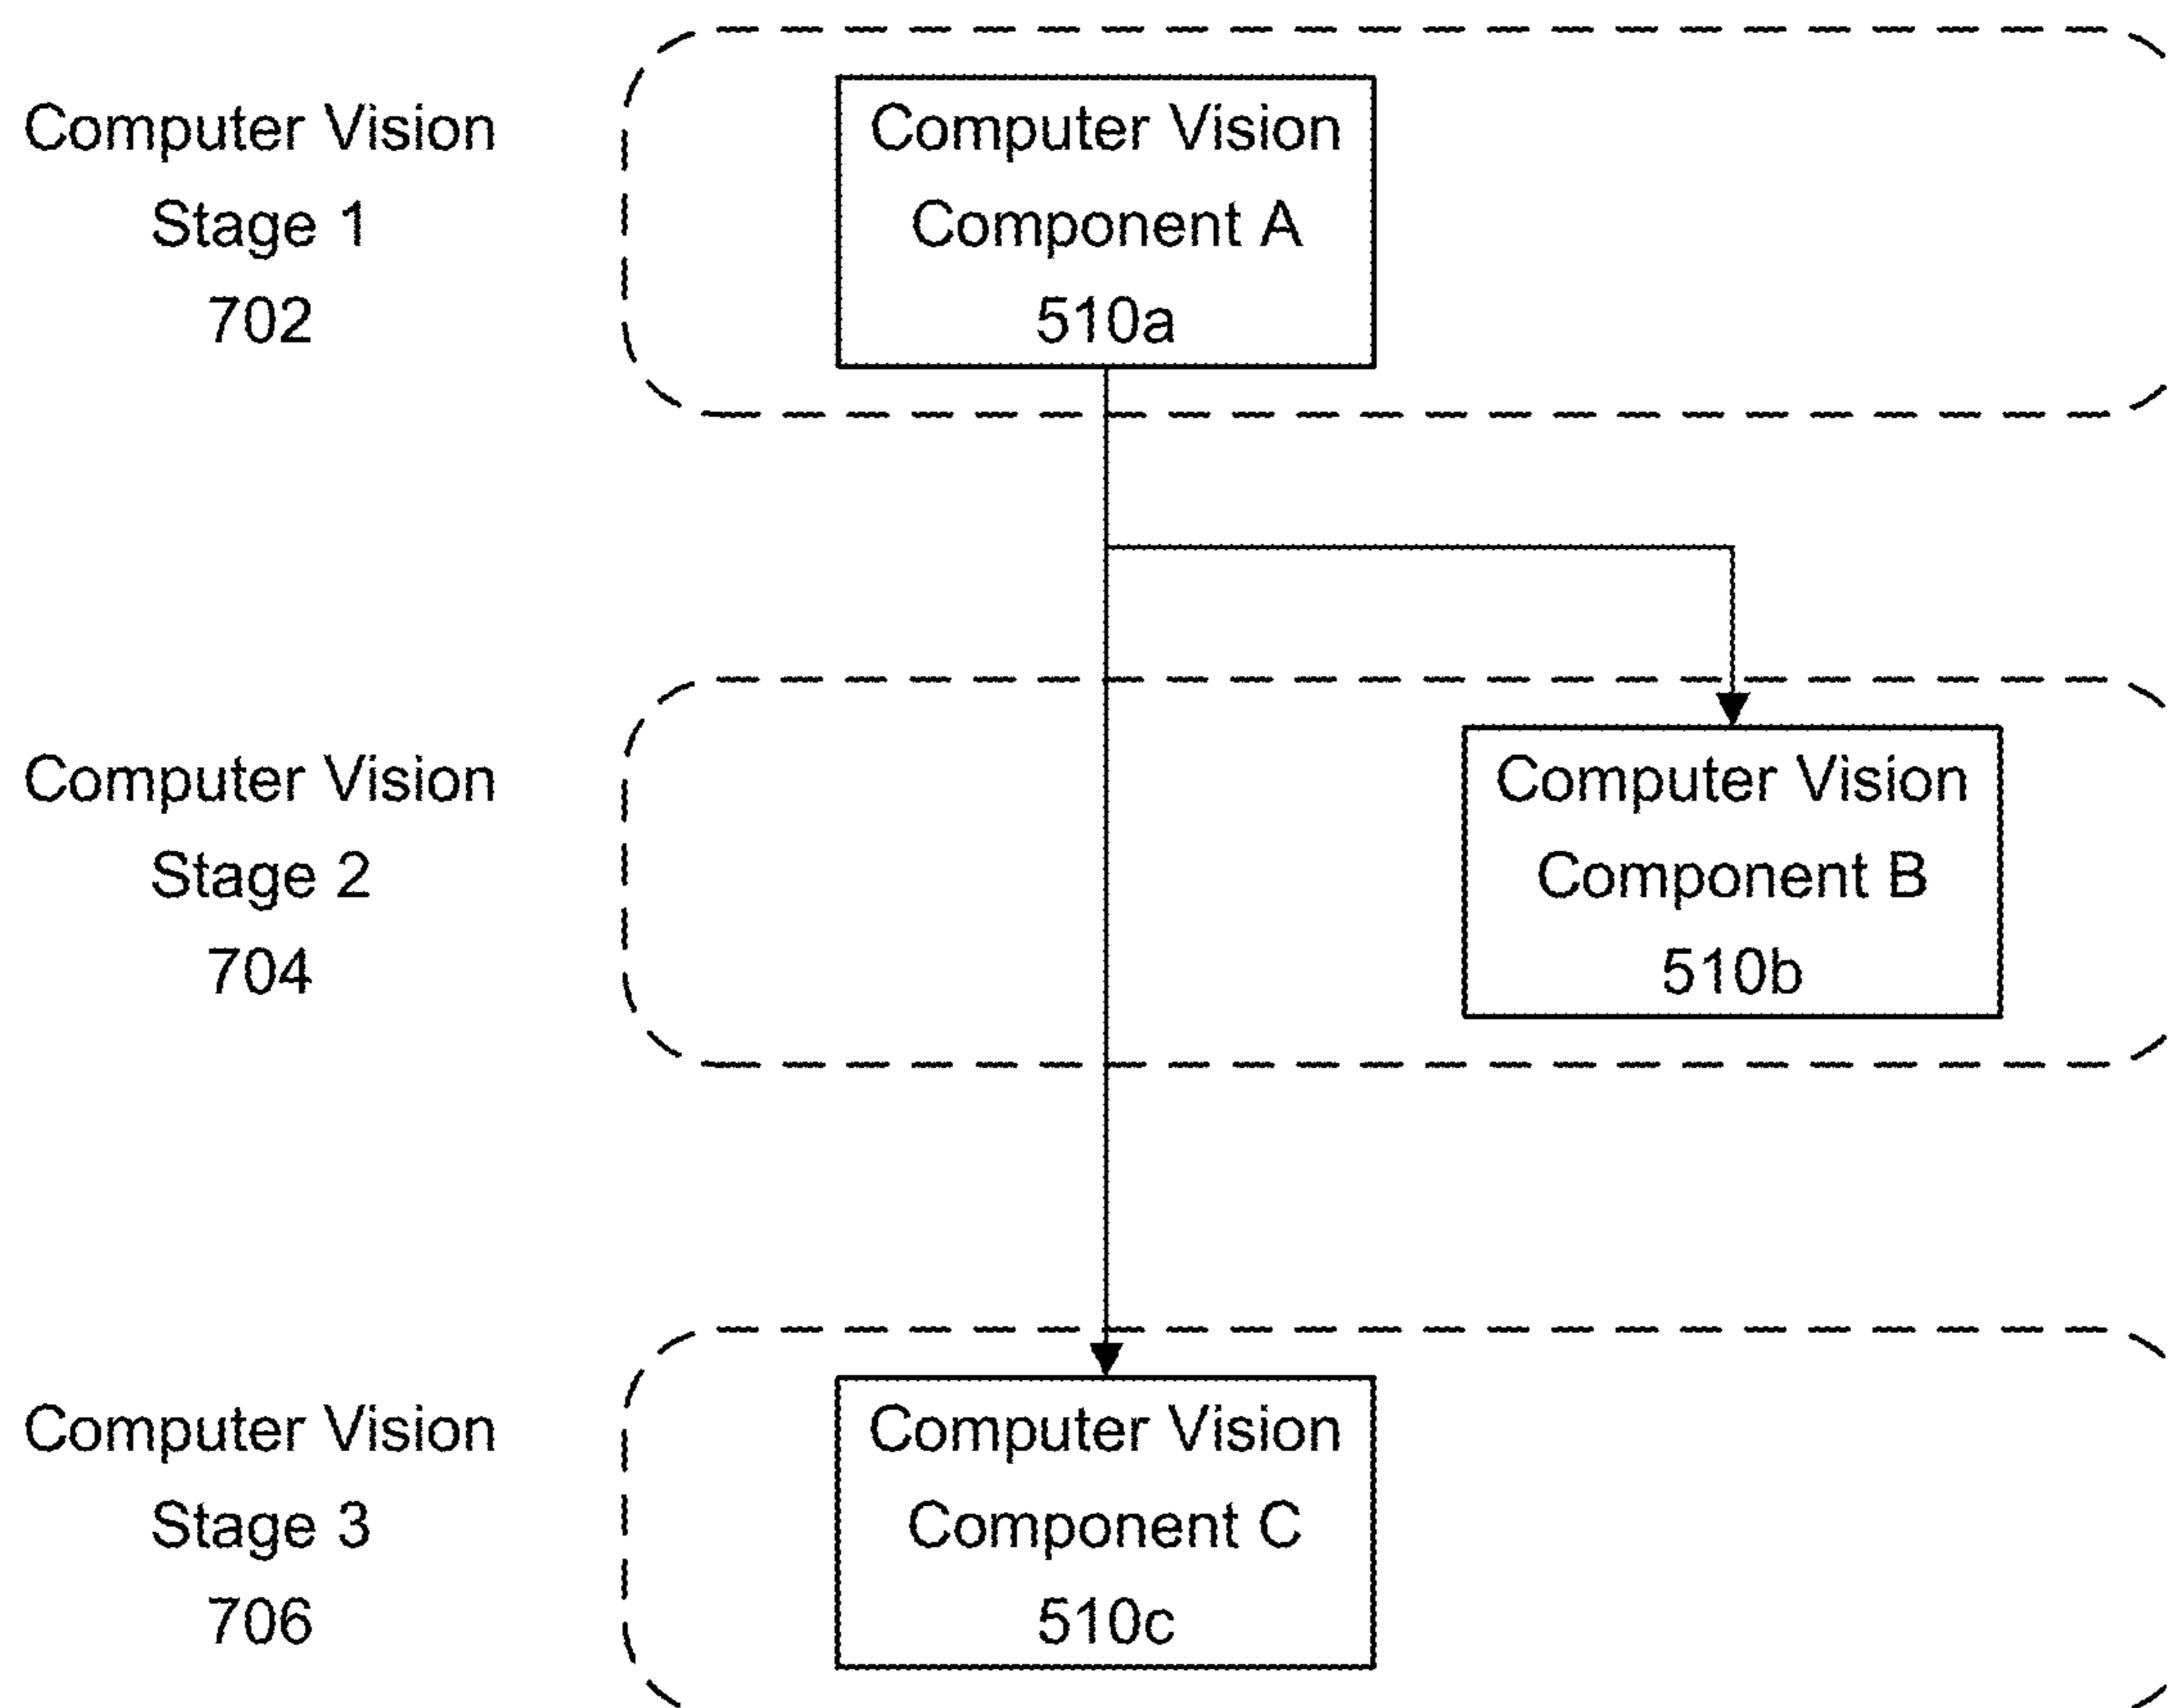 Computer Vision
Stage 1
702
Computer Vision
Component A
510a
Computer Vision
Stage 2
704
Computer Vision
Component B
510b
Computer Vision
Stage 3
706
Computer Vision
Component C
510c